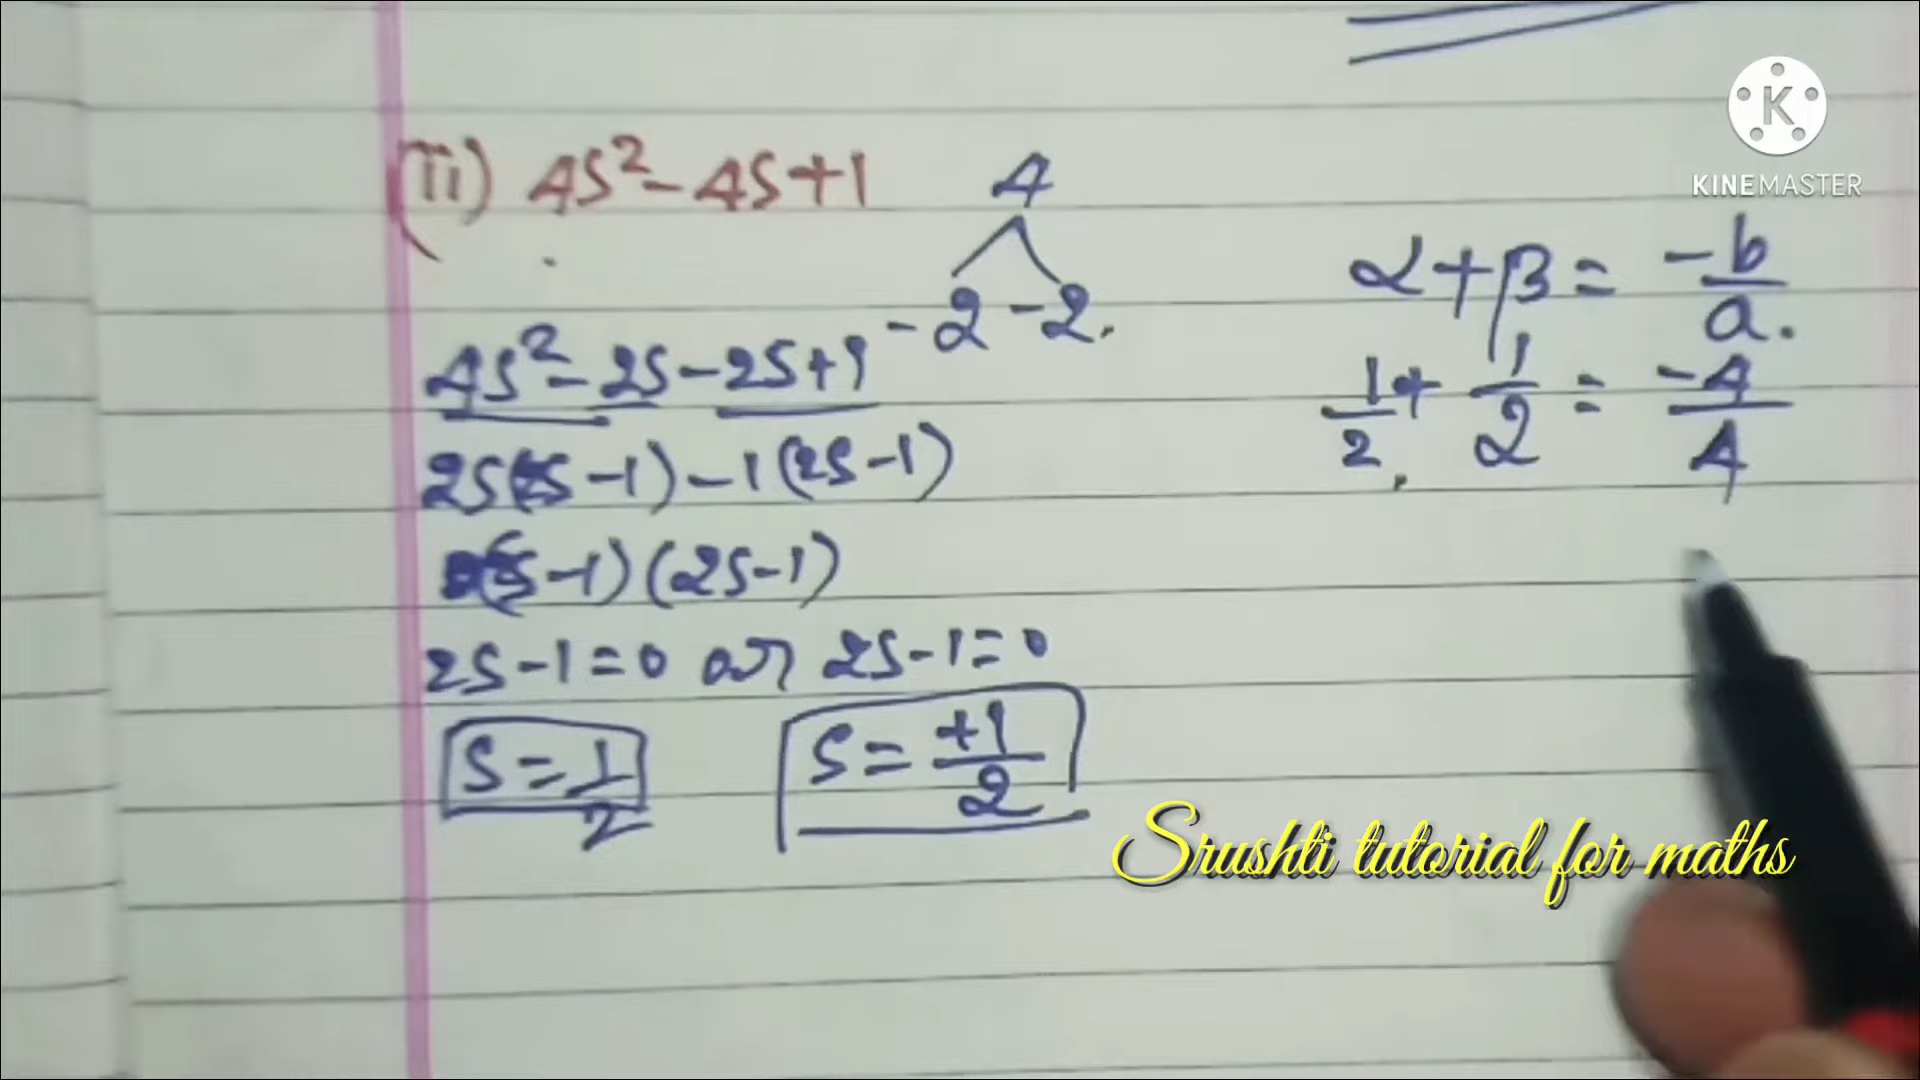 (ii) 4S² - 4S + 1
4
-2 -2.
4S² - 2S - 2S + 1
2S(2S - 1) - 1(2S - 1)
(2S - 1)(2S - 1)
2S - 1 = 0 or 2S - 1 = 0
S = 1/2 S = +1/2
α + β = -b/a.
1/2 + 1/2 = -4/4
KINEMASTER
Srushti tutorial for maths